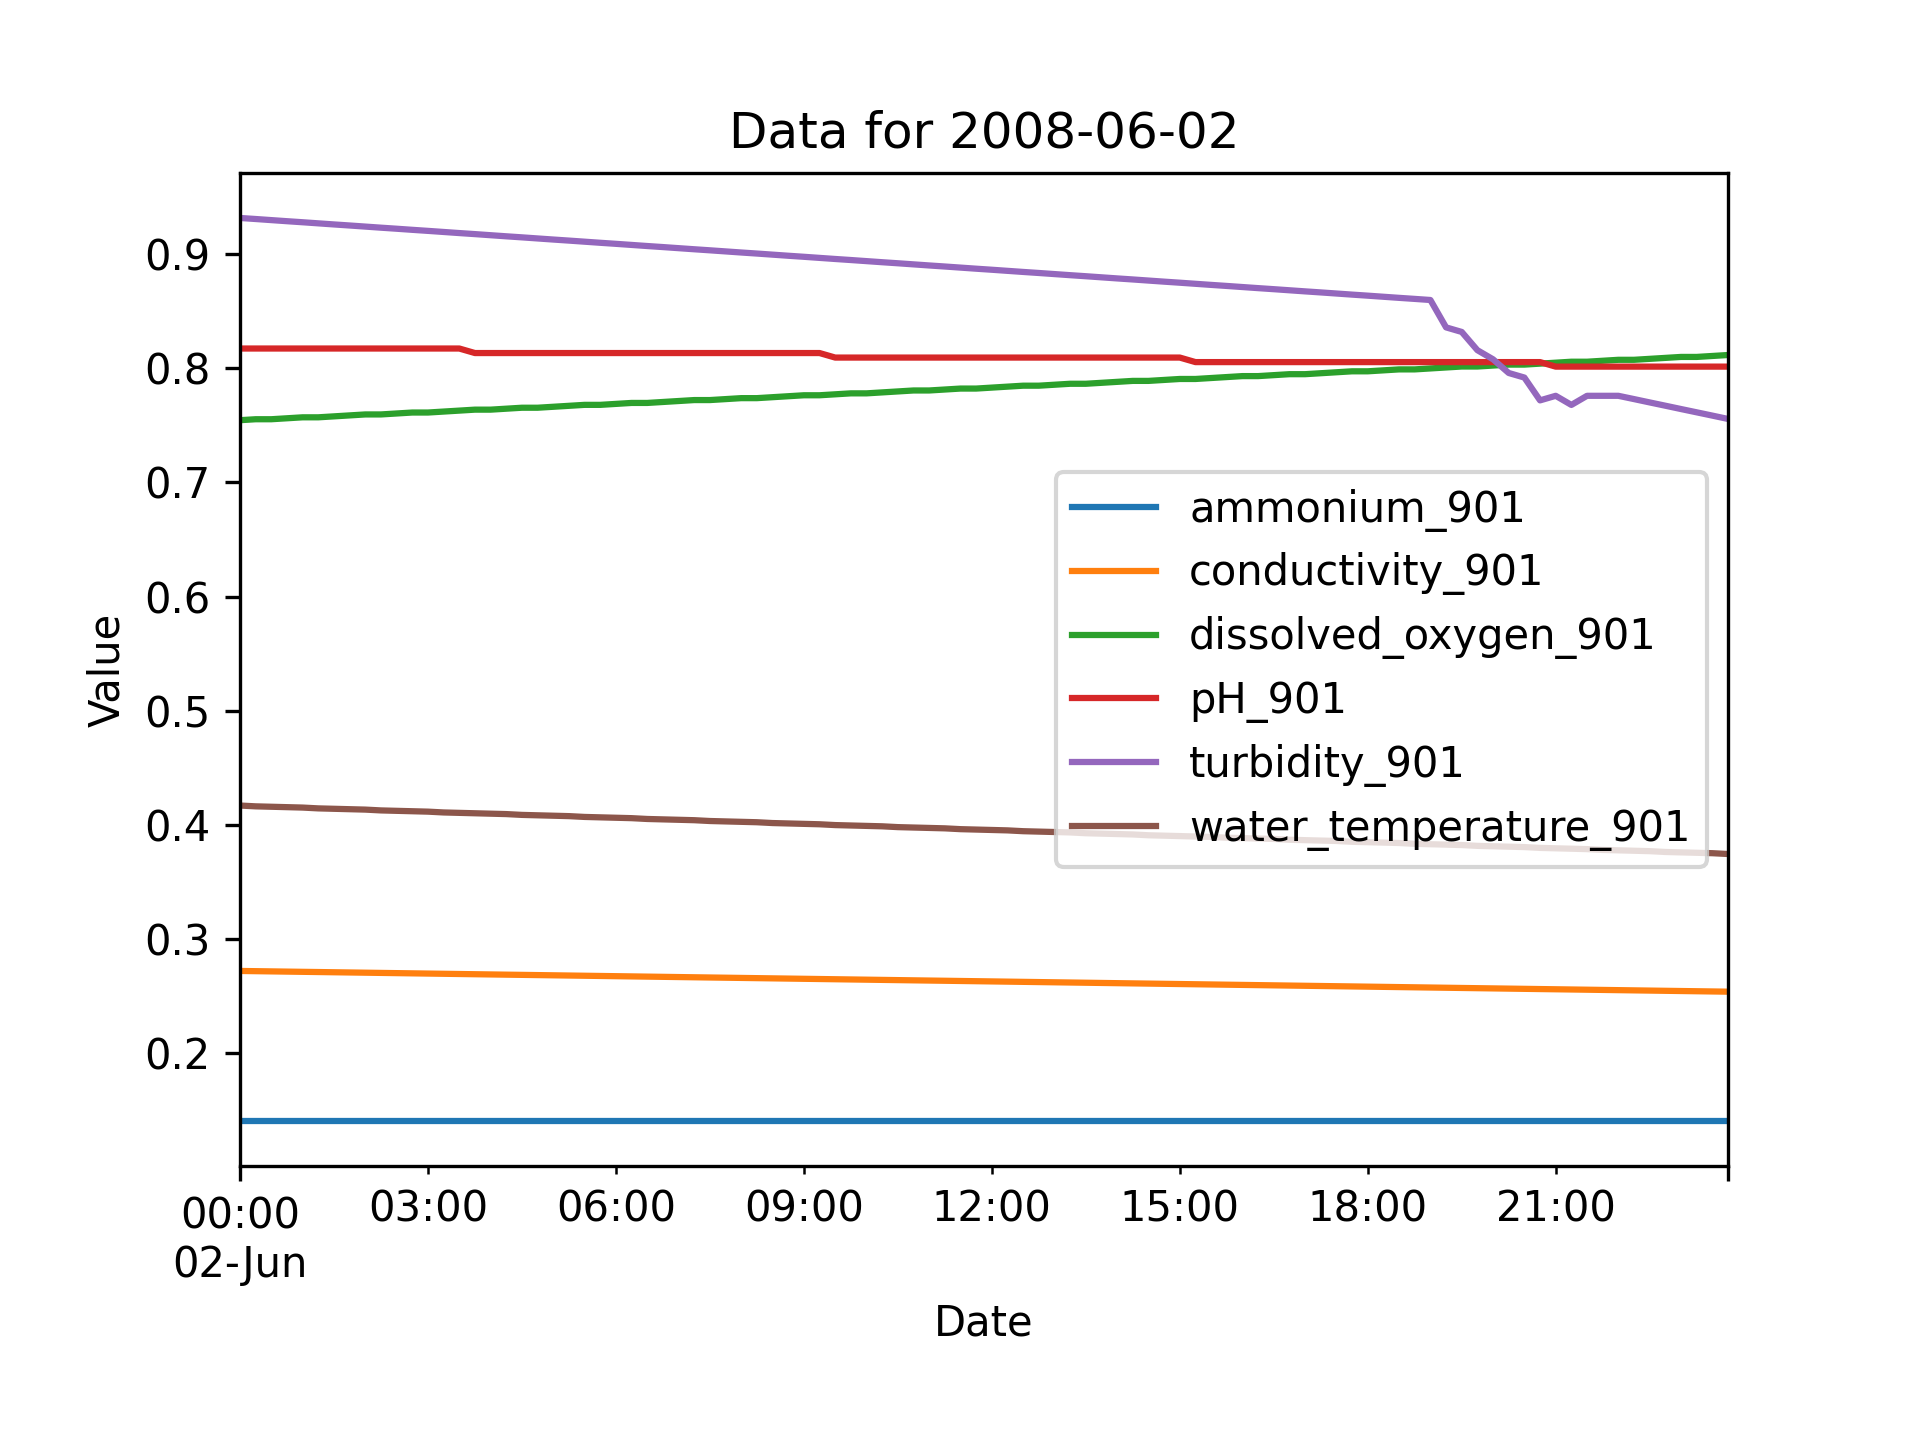 Data for 2008-06-02
Value
0.9
0.8
0.7
0.6
0.5
0.4
0.3
0.2
ammonium_901
conductivity_901
dissolved_oxygen_901
pH_901
turbidity_901
water_temperature_901
00:00 03:00 06:00 09:00 12:00 15:00 18:00 21:00
02-Jun
Date